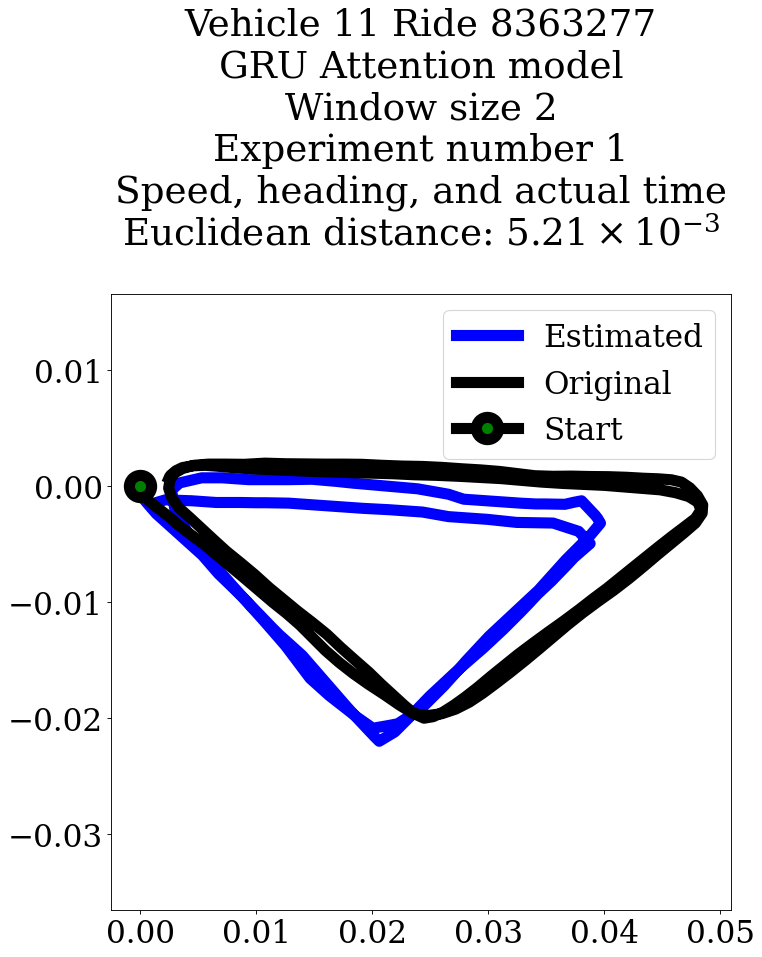 Vehicle 11 Ride 8363277
GRU Attention model
Window size 2
Experiment number 1
Speed, heading, and actual time
Euclidean distance: 5.21 × 10⁻³
Estimated
Original
Start
0.01
0.00
−0.01
−0.02
−0.03
0.00 0.01 0.02 0.03 0.04 0.05